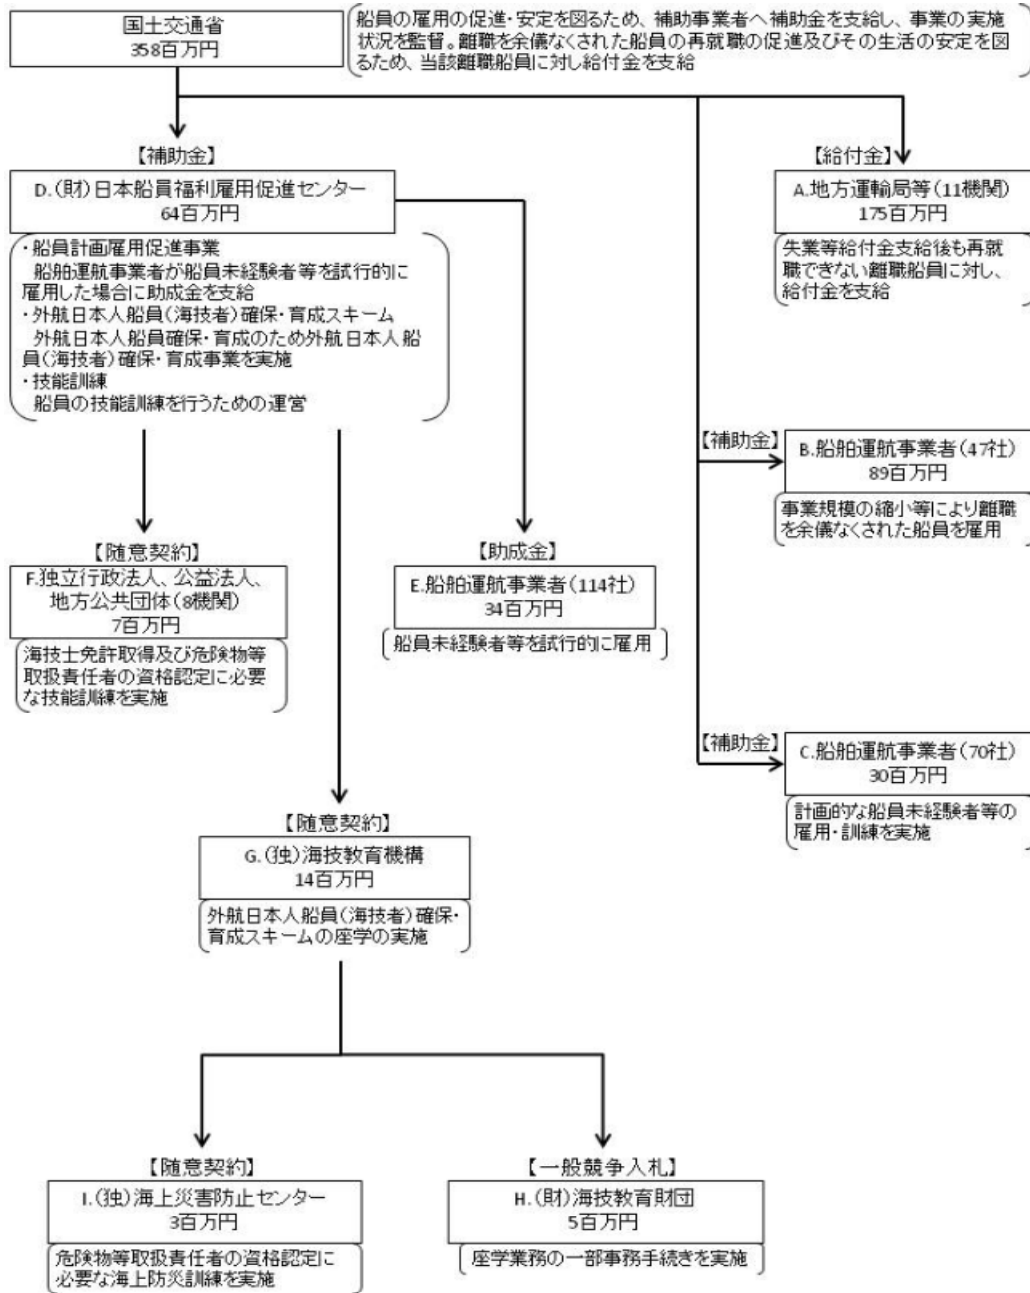 国土交通省
358百万円
船員の雇用の促進・安定を図るため、補助事業者へ補助金を支給し、事業の実施
状況を監督。離職を余儀なくされた船員の再就職の促進及びその生活の安定を図
るため、当該離職船員に対し給付金を支給
【補助金】
D.(財)日本船員福利雇用促進センター
64百万円
・船員計画雇用促進事業
船舶運航事業者が船員未経験者等を試行的に
雇用した場合に助成金を支給
・外航日本人船員(海技者)確保・育成スキーム
外航日本人船員確保・育成のため外航日本人船
員(海技者)確保・育成事業を実施
・技能訓練
船員の技能訓練を行うための運営
【給付金】
A.地方運輸局等(11機関)
175百万円
失業等給付金支給後も再就
職できない離職船員に対し、
給付金を支給
【補助金】
B.船舶運航事業者(47社)
89百万円
事業規模の縮小等により離職
を余儀なくされた船員を雇用
【随意契約】
F.独立行政法人、公益法人、
地方公共団体(8機関)
7百万円
海技士免許取得及び危険物等
取扱責任者の資格認定に必要
な技能訓練を実施
【助成金】
E.船舶運航事業者(114社)
34百万円
船員未経験者等を試行的に雇用
【補助金】
C.船舶運航事業者(70社)
30百万円
計画的な船員未経験者等の
雇用・訓練を実施
【随意契約】
G.(独)海技教育機構
14百万円
外航日本人船員(海技者)確保・
育成スキームの座学の実施
【随意契約】
I.(独)海上災害防止センター
3百万円
危険物等取扱責任者の資格認定に
必要な海上防災訓練を実施
【一般競争入札】
H.(財)海技教育財団
5百万円
座学業務の一部事務手続きを実施